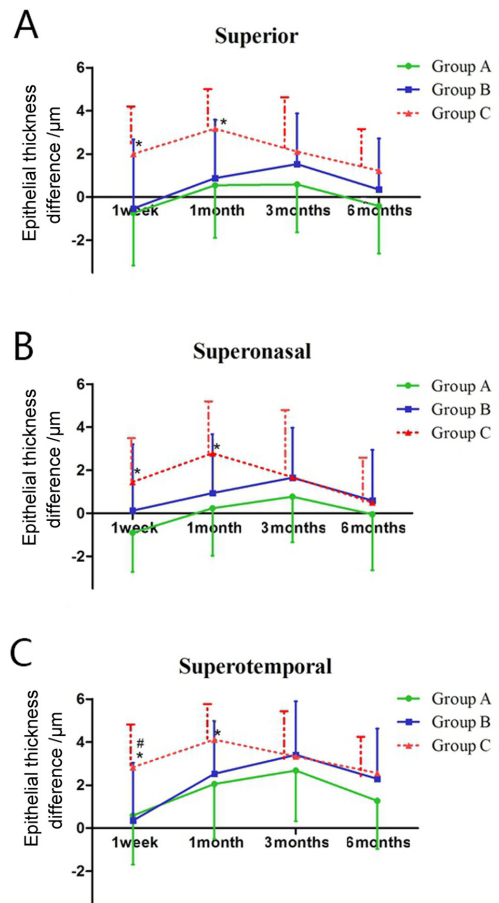 A
Superior
Group A
Group B
Group C
Epithelial thickness
difference /μm
6
4
2
0
-2
1week
1month
3months
6months
*
*
B
Superonasal
Group A
Group B
Group C
Epithelial thickness
difference /μm
6
4
2
0
-2
1week
1month
3months
6months
*
*
C
Superotemporal
Group A
Group B
Group C
Epithelial thickness
difference /μm
6
4
2
0
-2
1week
1month
3months
6months
#
*
*